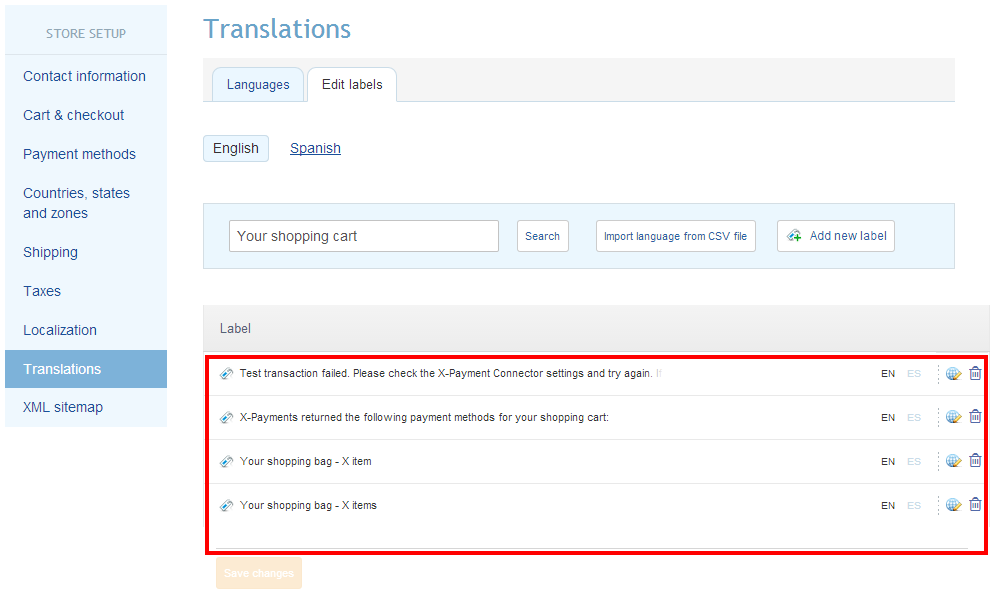 STORE SETUP
Contact information
Cart & checkout
Payment methods
Countries, states
and zones
Shipping
Taxes
Localization
Translations
XML sitemap
Translations
Languages Edit labels
English Spanish
Your shopping cart Search Import language from CSV file Add new label
Label
Test transaction failed. Please check the X-Payment Connector settings and try again. EN ES
X-Payments returned the following payment methods for your shopping cart: EN ES
Your shopping bag - X item EN ES
Your shopping bag - X items EN ES
Save changes